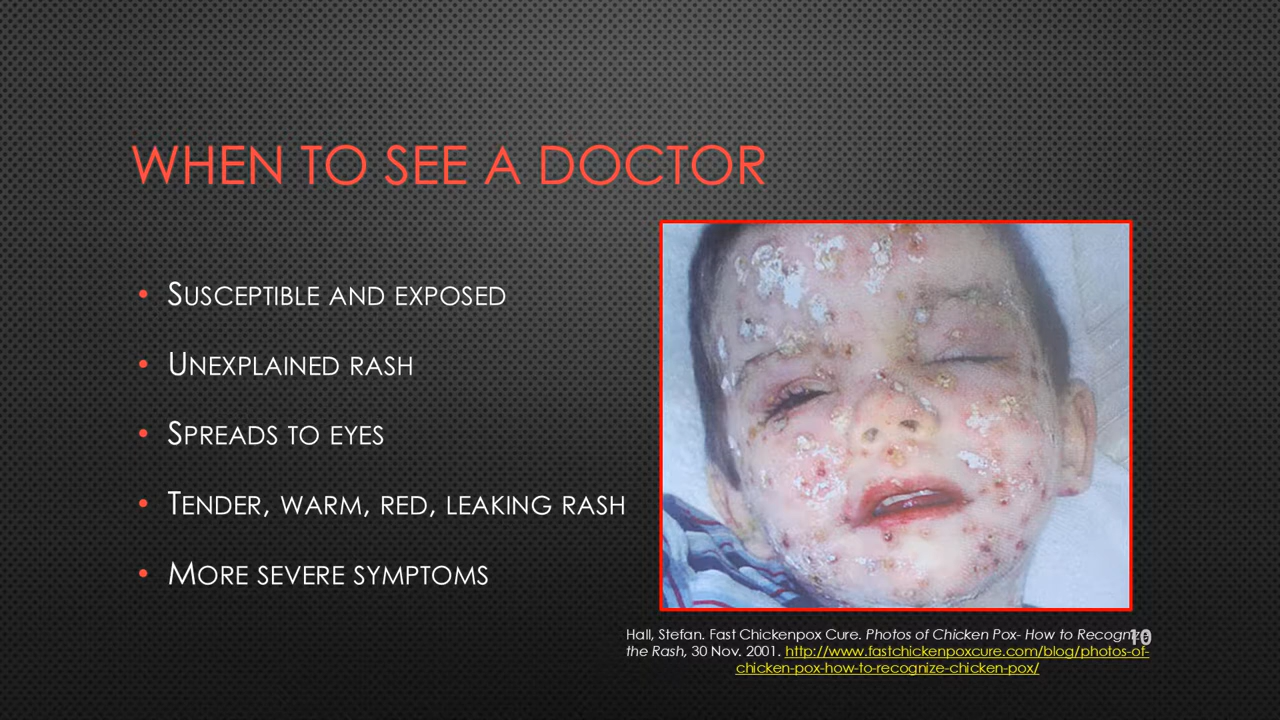 WHEN TO SEE A DOCTOR
• SUSCEPTIBLE AND EXPOSED
• UNEXPLAINED RASH
• SPREADS TO EYES
• TENDER, WARM, RED, LEAKING RASH
• MORE SEVERE SYMPTOMS
Hall, Stefan. Fast Chickenpox Cure. Photos of Chicken Pox- How to Recognize
the Rash, 30 Nov. 2001. http://www.fastchickenpoxcure.com/blog/photos-of-
chicken-pox-how-to-recognize-chicken-pox/
10